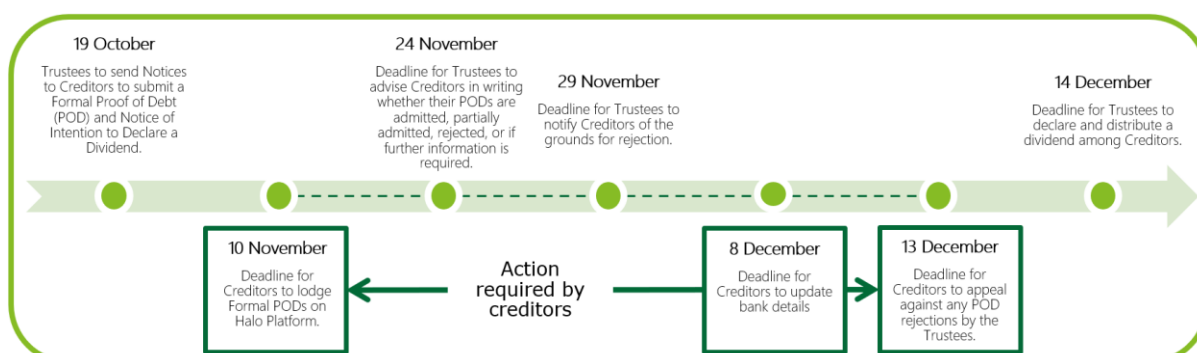 19 October
Trustees to send Notices
to Creditors to submit a
Formal Proof of Debt
(POD) and Notice of
Intention to Declare a
Dividend.
24 November
Deadline for Trustees to
advise Creditors in writing
whether their PODs are
admitted, partially
admitted, rejected, or if
further information is
required.
29 November
Deadline for Trustees to
notify Creditors of the
grounds for rejection.
14 December
Deadline for Trustees to
declare and distribute a
dividend among Creditors.
10 November
Deadline for
Creditors to lodge
Formal PODs on
Halo Platform.
Action
required by
creditors
8 December
Deadline for
Creditors to update
bank details
13 December
Deadline for
Creditors to appeal
against any POD
rejections by the
Trustees.